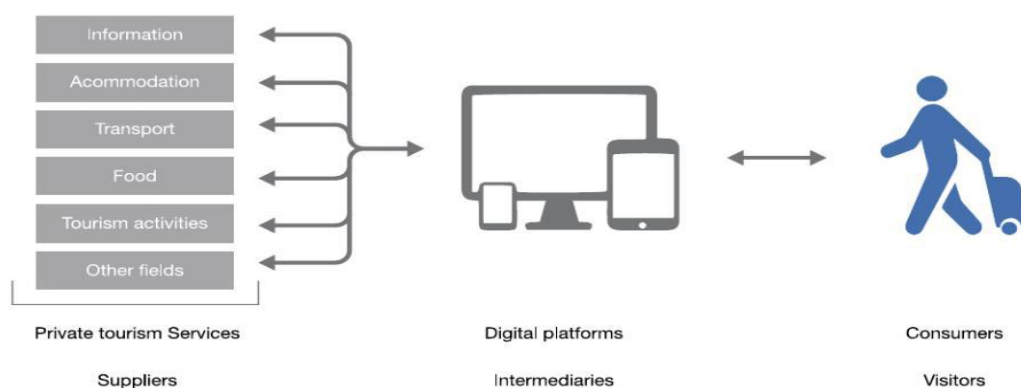 Information
Acommodation
Transport
Food
Tourism activities
Other fields
Private tourism Services
Digital platforms
Consumers
Suppliers
Intermediaries
Visitors